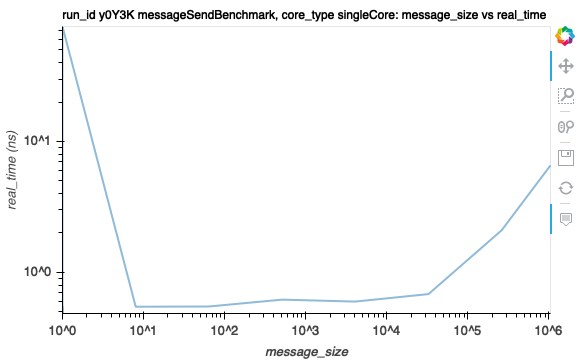 run_id y0Y3K messageSendBenchmark, core_type singleCore: message_size vs real_time
real_time (ns)
10^1
10^0
10^0 10^1 10^2 10^3 10^4 10^5 10^6
message_size